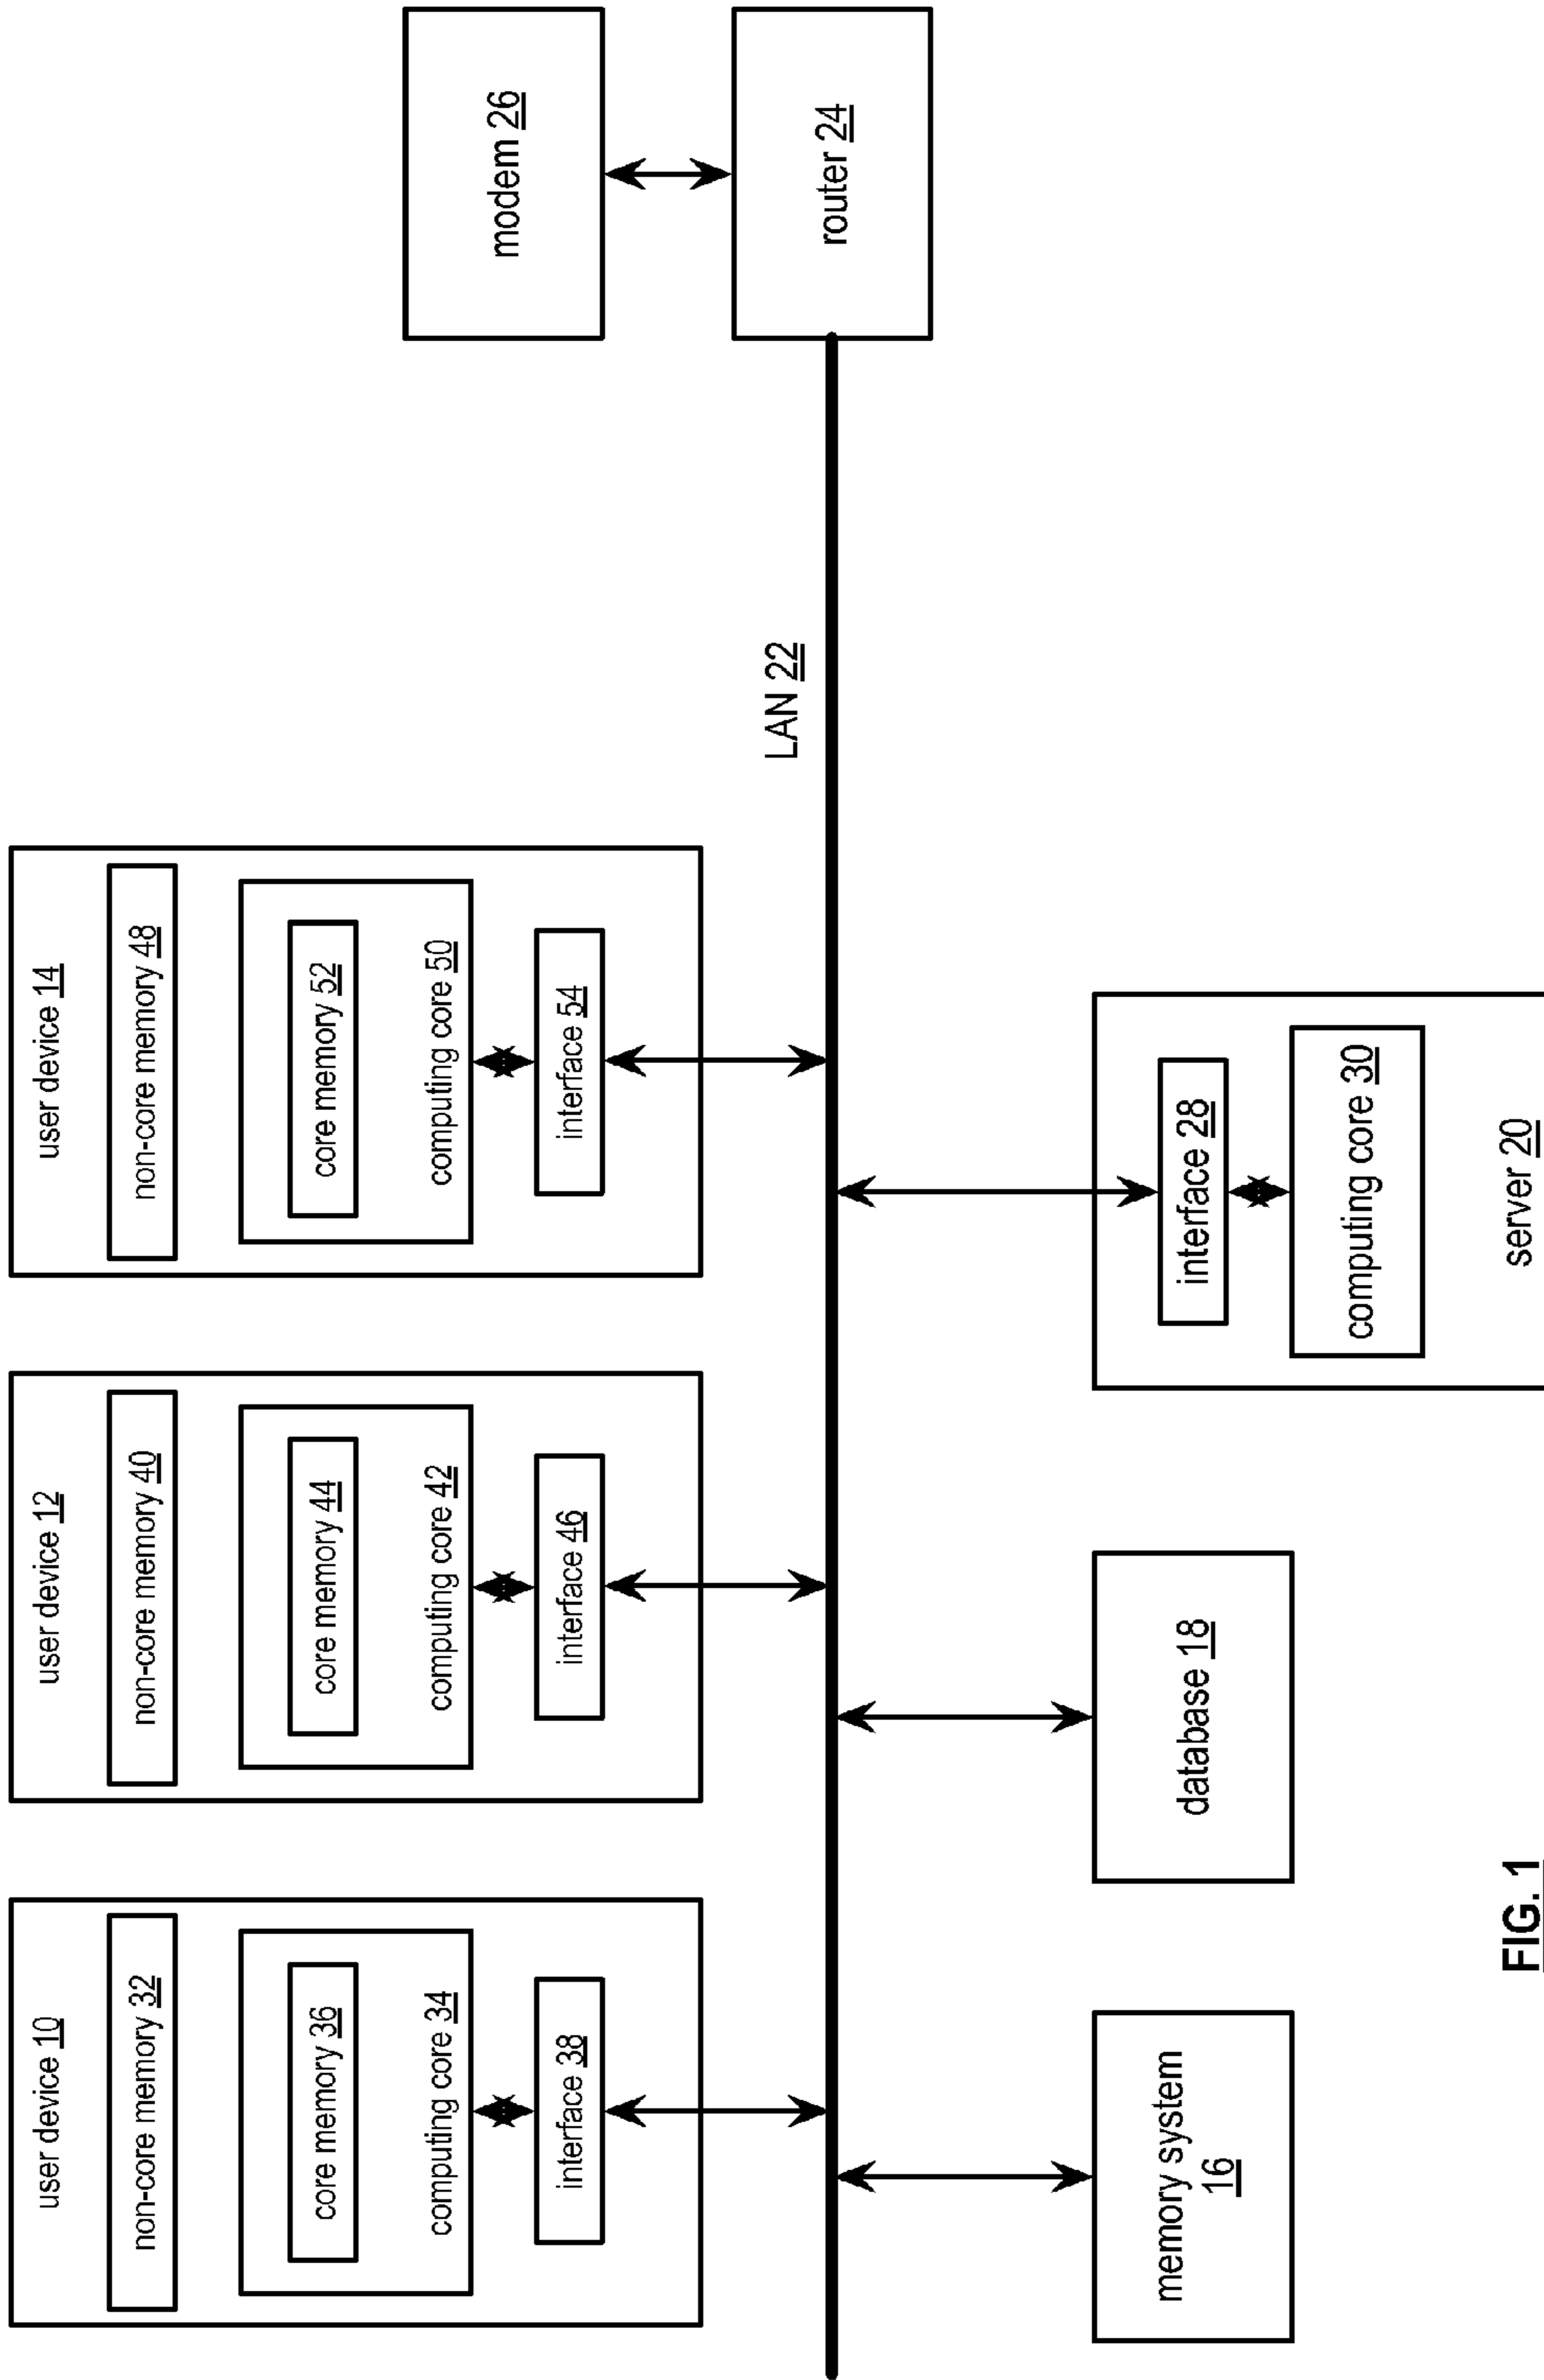 user device 10
non-core memory 32
core memory 36
computing core 34
interface 38
user device 12
non-core memory 40
core memory 44
computing core 42
interface 46
user device 14
non-core memory 48
core memory 52
computing core 50
interface 54
modem 26
router 24
LAN 22
memory system
16
database 18
interface 28
computing core 30
server 20
FIG. 1